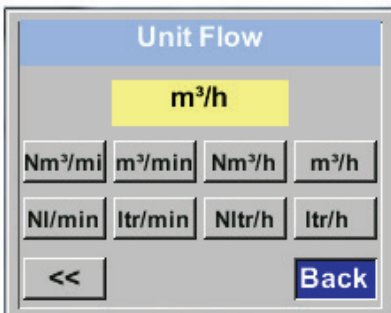 Unit Flow
m³/h
Nm³/mi m³/min Nm³/h m³/h
Nl/min ltr/min Nltr/h ltr/h
<< Back